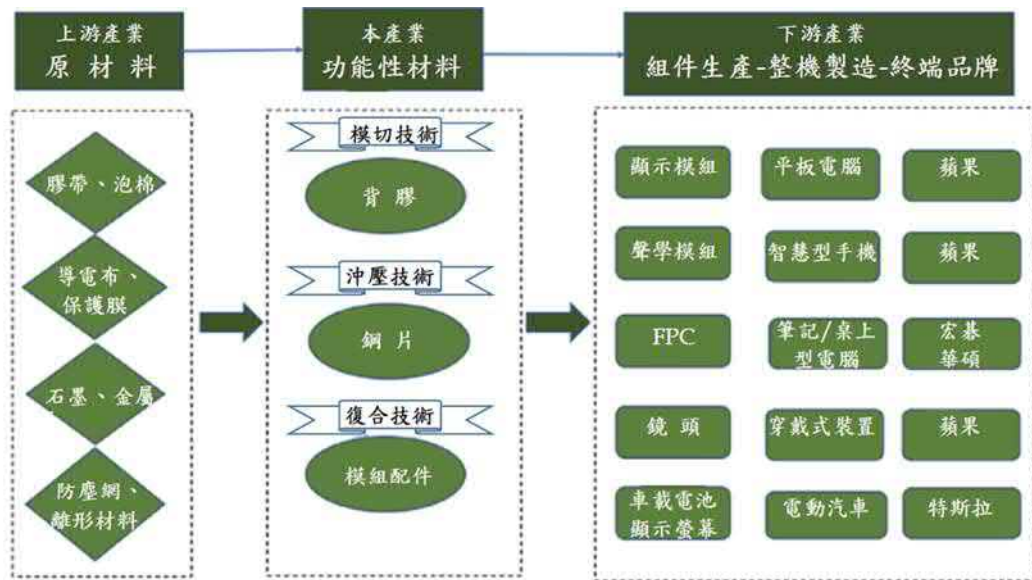 上游產業
原 材 料
本產業
功能性材料
下游產業
組件生產-整機製造-終端品牌
膠帶、泡棉
導電布、
保護膜
石墨、金屬
防塵網、
離形材料
模切技術
背 膠
沖壓技術
鋼 片
復合技術
模組配件
顯示模組
平板電腦
蘋果
聲學模組
智慧型手機
蘋果
FPC
筆記/桌上
型電腦
宏碁
華碩
鏡 頭
穿戴式裝置
蘋果
車載電池
顯示螢幕
電動汽車
特斯拉